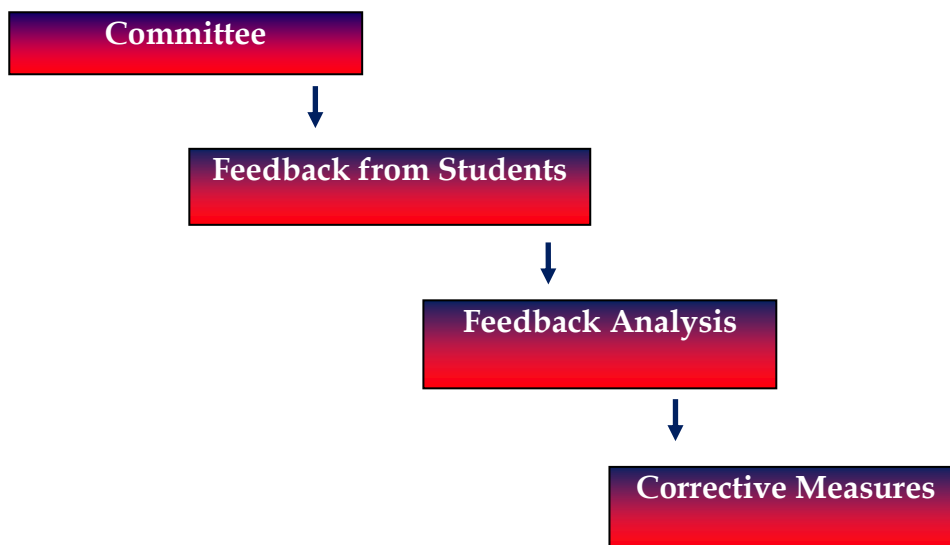 Committee
Feedback from Students
Feedback Analysis
Corrective Measures